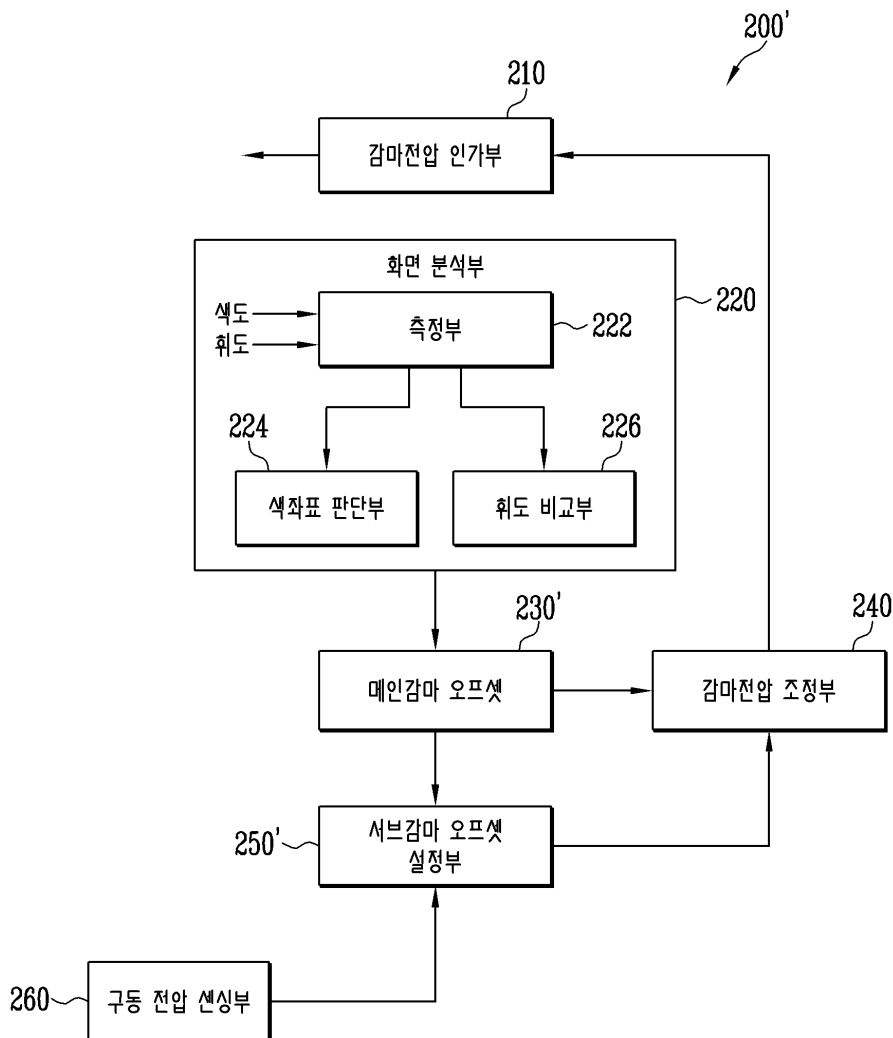 200'
210
감마전압 인가부
화면 분석부
220
색도
휘도
측정부
222
224
226
색좌표 판단부
휘도 비교부
230'
240
메인감마 오프셋
감마전압 조정부
250'
서브감마 오프셋
설정부
260
구동 전압 센싱부